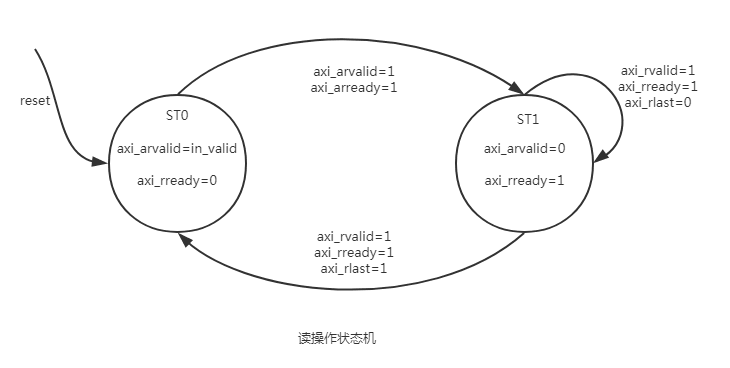 axi_arvalid=1
axi_arready=1
axi_rvalid=1
axi_rready=1
axi_rlast=0
reset
ST0
axi_arvalid=in_valid
axi_rready=0
ST1
axi_arvalid=0
axi_rready=1
axi_rvalid=1
axi_rready=1
axi_rlast=1
读操作状态机